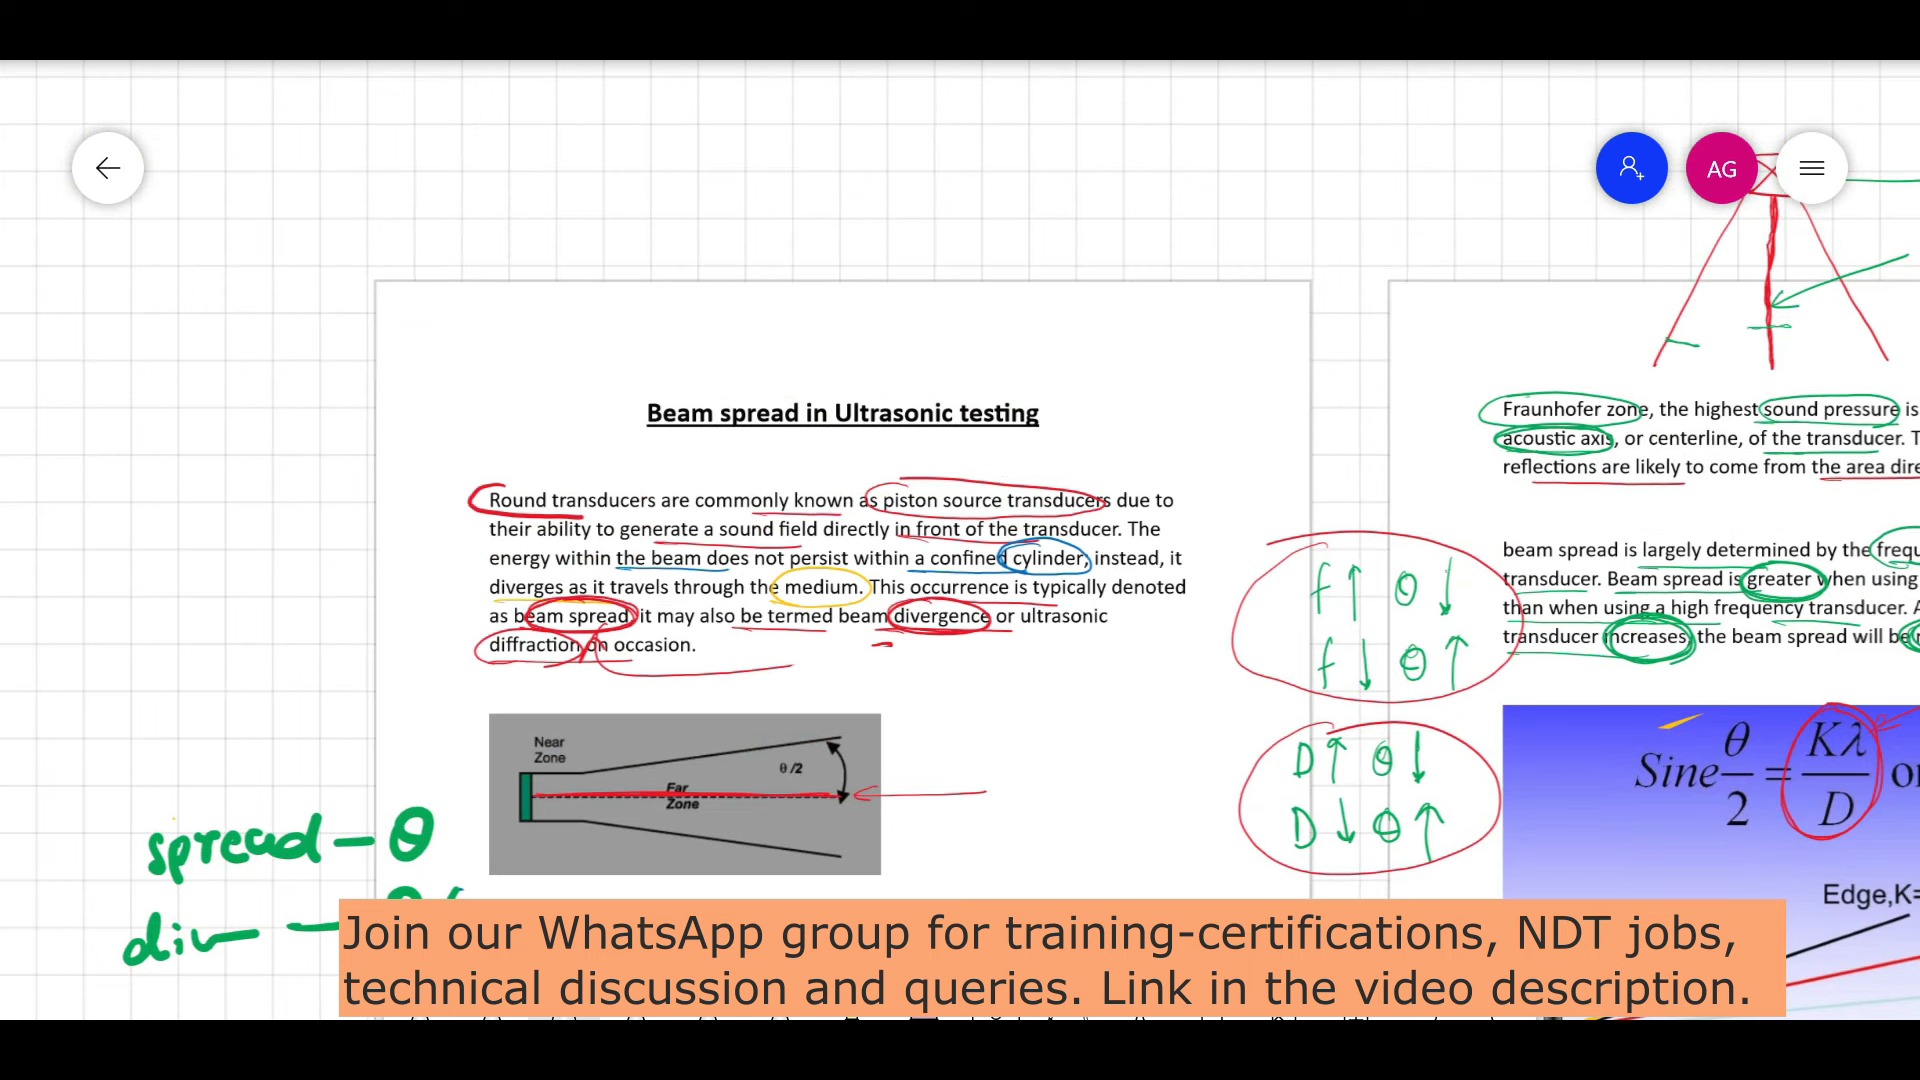 AG
Beam spread in Ultrasonic testing
Round transducers are commonly known as piston source transducers due to
their ability to generate a sound field directly in front of the transducer. The
energy within the beam does not persist within a confined cylinder; instead, it
diverges as it travels through the medium. This occurrence is typically denoted
as beam spread it may also be termed beam divergence or ultrasonic
diffraction on occasion.
Near
Zone
θ/2
Far
Zone
spread - θ
div -
f ↑ θ ↓
f ↓ θ ↑
D ↑ θ ↓
D ↓ θ ↑
Fraunhofer zone, the highest sound pressure is
acoustic axis, or centerline, of the transducer.
reflections are likely to come from the area
beam spread is largely determined by the
transducer. Beam spread is greater when using
than when using a high frequency transducer.
transducer increases, the beam spread will be
Sine θ/2 = Kλ/D or
Edge,K=
Join our WhatsApp group for training-certifications, NDT jobs,
technical discussion and queries. Link in the video description.